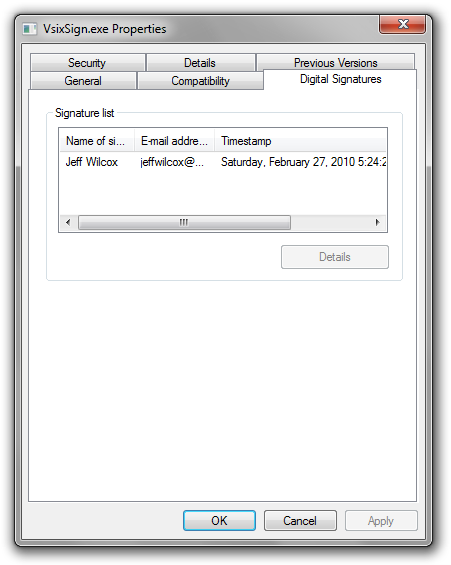 VsixSign.exe Properties
Security Details Previous Versions
General Compatibility Digital Signatures
Signature list
Name of si... E-mail addre... Timestamp
Jeff Wilcox jeffwilcox@... Saturday, February 27, 2010 5:24:2
Details
OK Cancel Apply